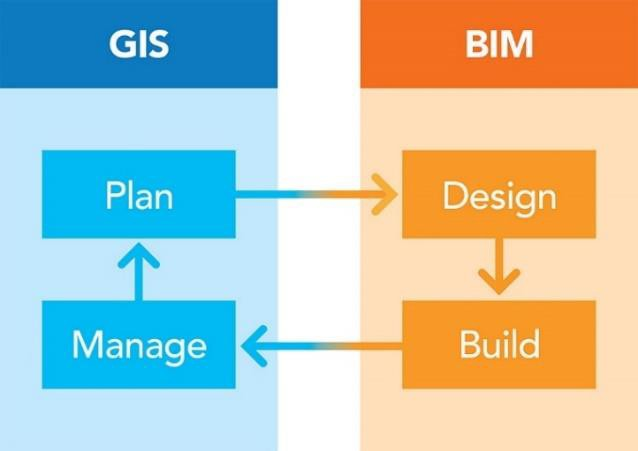 GIS
BIM
Plan
Design
Manage
Build